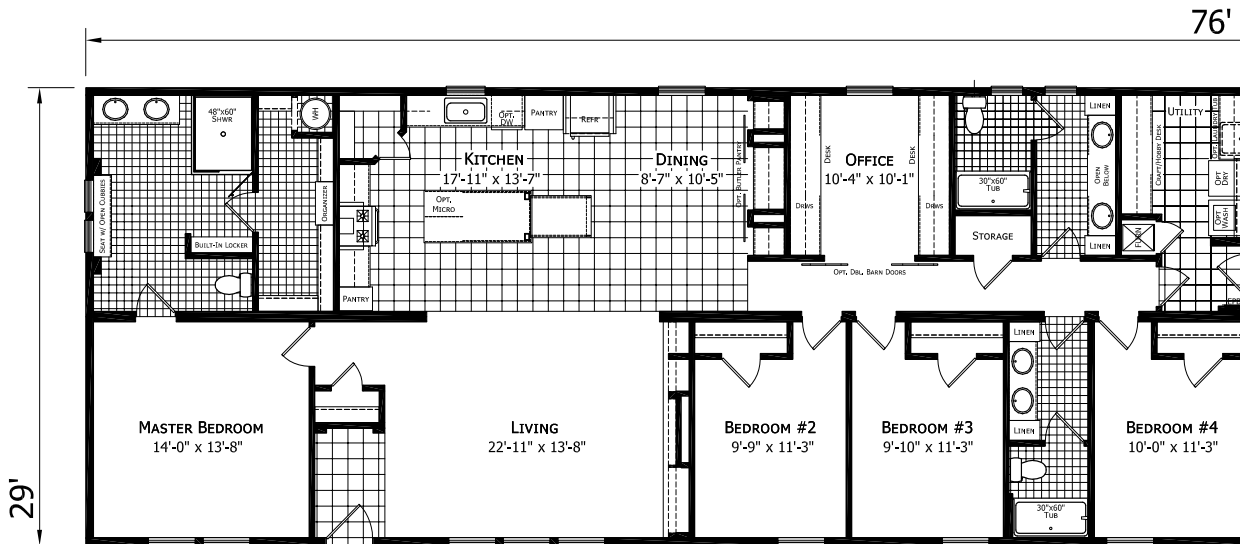 76'
29'
48"x60"
SHWR
WH
SEAT W/ OPEN CUBBIES
BUILT-IN LOCKER
ORGANIZER
PANTRY
OPT.
DW
PANTRY
REFR
KITCHEN
17'-11" x 13'-7"
OPT.
MICRO
DINING
8'-7" x 10'-5"
OPT. BUTLER PANTRY
DESK
OFFICE
10'-4" x 10'-1"
DESK
DRWS
DRWS
OPT. DBL. BARN DOORS
30"x60"
TUB
STORAGE
LINEN
OPEN
BELOW
LINEN
CRAFT/HOBBY DESK
UTILITY
OPT. LAUNDRY TUB
OPT
DRY
OPT
WASH
FURN
MASTER BEDROOM
14'-0" x 13'-8"
LIVING
22'-11" x 13'-8"
BEDROOM #2
9'-9" x 11'-3"
BEDROOM #3
9'-10" x 11'-3"
LINEN
LINEN
30"x60"
TUB
BEDROOM #4
10'-0" x 11'-3"